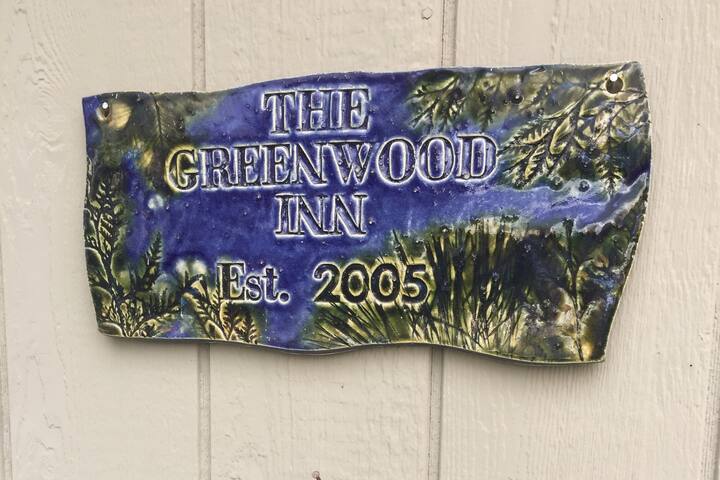 THE
GREENWOOD
INN
Est. 2005